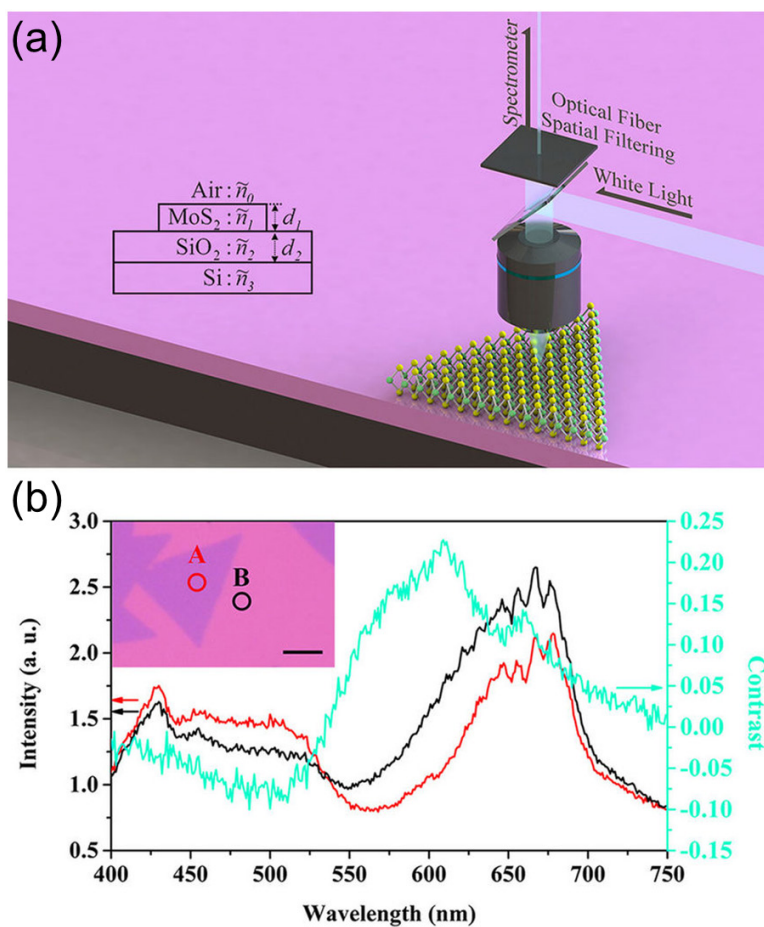 (a)
Spectrometer
Optical Fiber
Spatial Filtering
White Light
Air : ñ₀
MoS₂ : ñ₁
d₁
SiO₂ : ñ₂
d₂
Si : ñ₃
(b)
3.0
2.5
2.0
1.5
1.0
0.5
Intensity (a. u.)
A
B
0.25
0.20
0.15
0.10
0.05
0.00
-0.05
-0.10
-0.15
Contrast
400 450 500 550 600 650 700 750
Wavelength (nm)